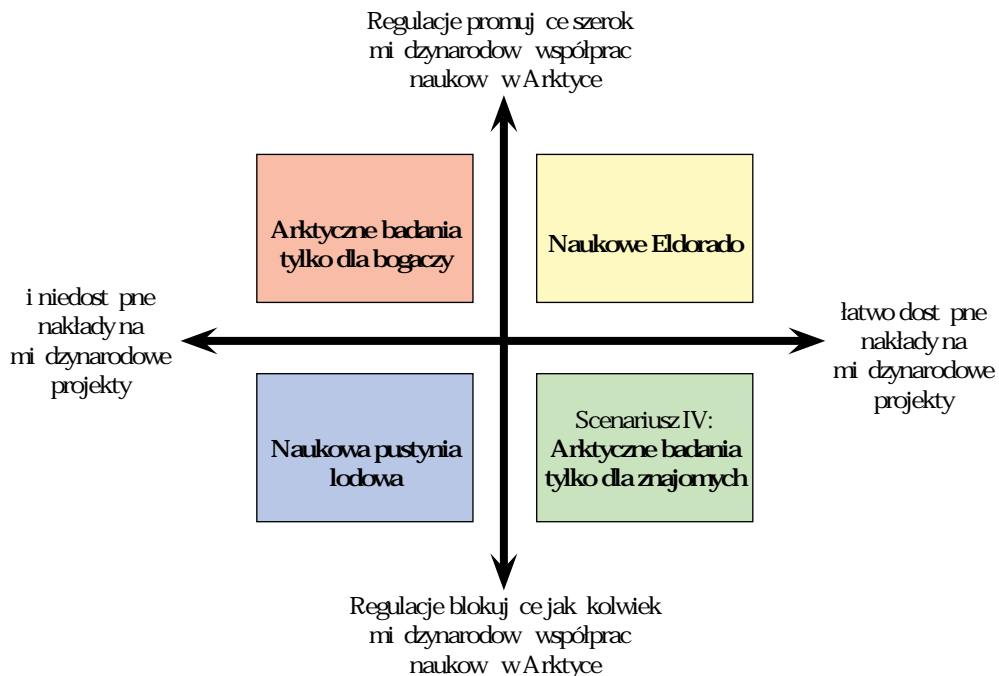 Regulacje promuj ce szerok
mi dzynarodow współprac
naukow w Arktyce
Arktyczne badania
tylko dla bogaczy
Naukowe Eldorado
i niedost pne
nakłady na
mi dzynarodowe
projekty
łatwo dost pne
nakłady na
mi dzynarodowe
projekty
Naukowa pustynia
lodowa
Scenariusz IV:
Arktyczne badania
tylko dla znajomych
Regulacje blokuj ce jak kolwiek
mi dzynarodow współprac
naukow w Arktyce